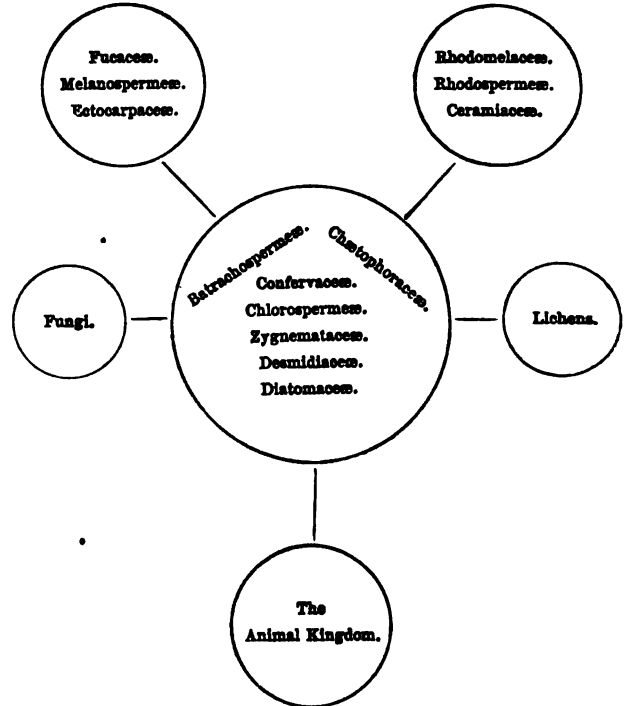 Fucaceæ.
Melanospermeæ.
Ectocarpaceæ.
Rhodomelaceæ.
Rhodospermeæ.
Ceramiaceæ.
Batrachospermeæ.
Chætophoraceæ.
Confervaceæ.
Chlorospermeæ.
Zygnemataceæ.
Desmidiaceæ.
Diatomaceæ.
Fungi.
Lichens.
The
Animal Kingdom.